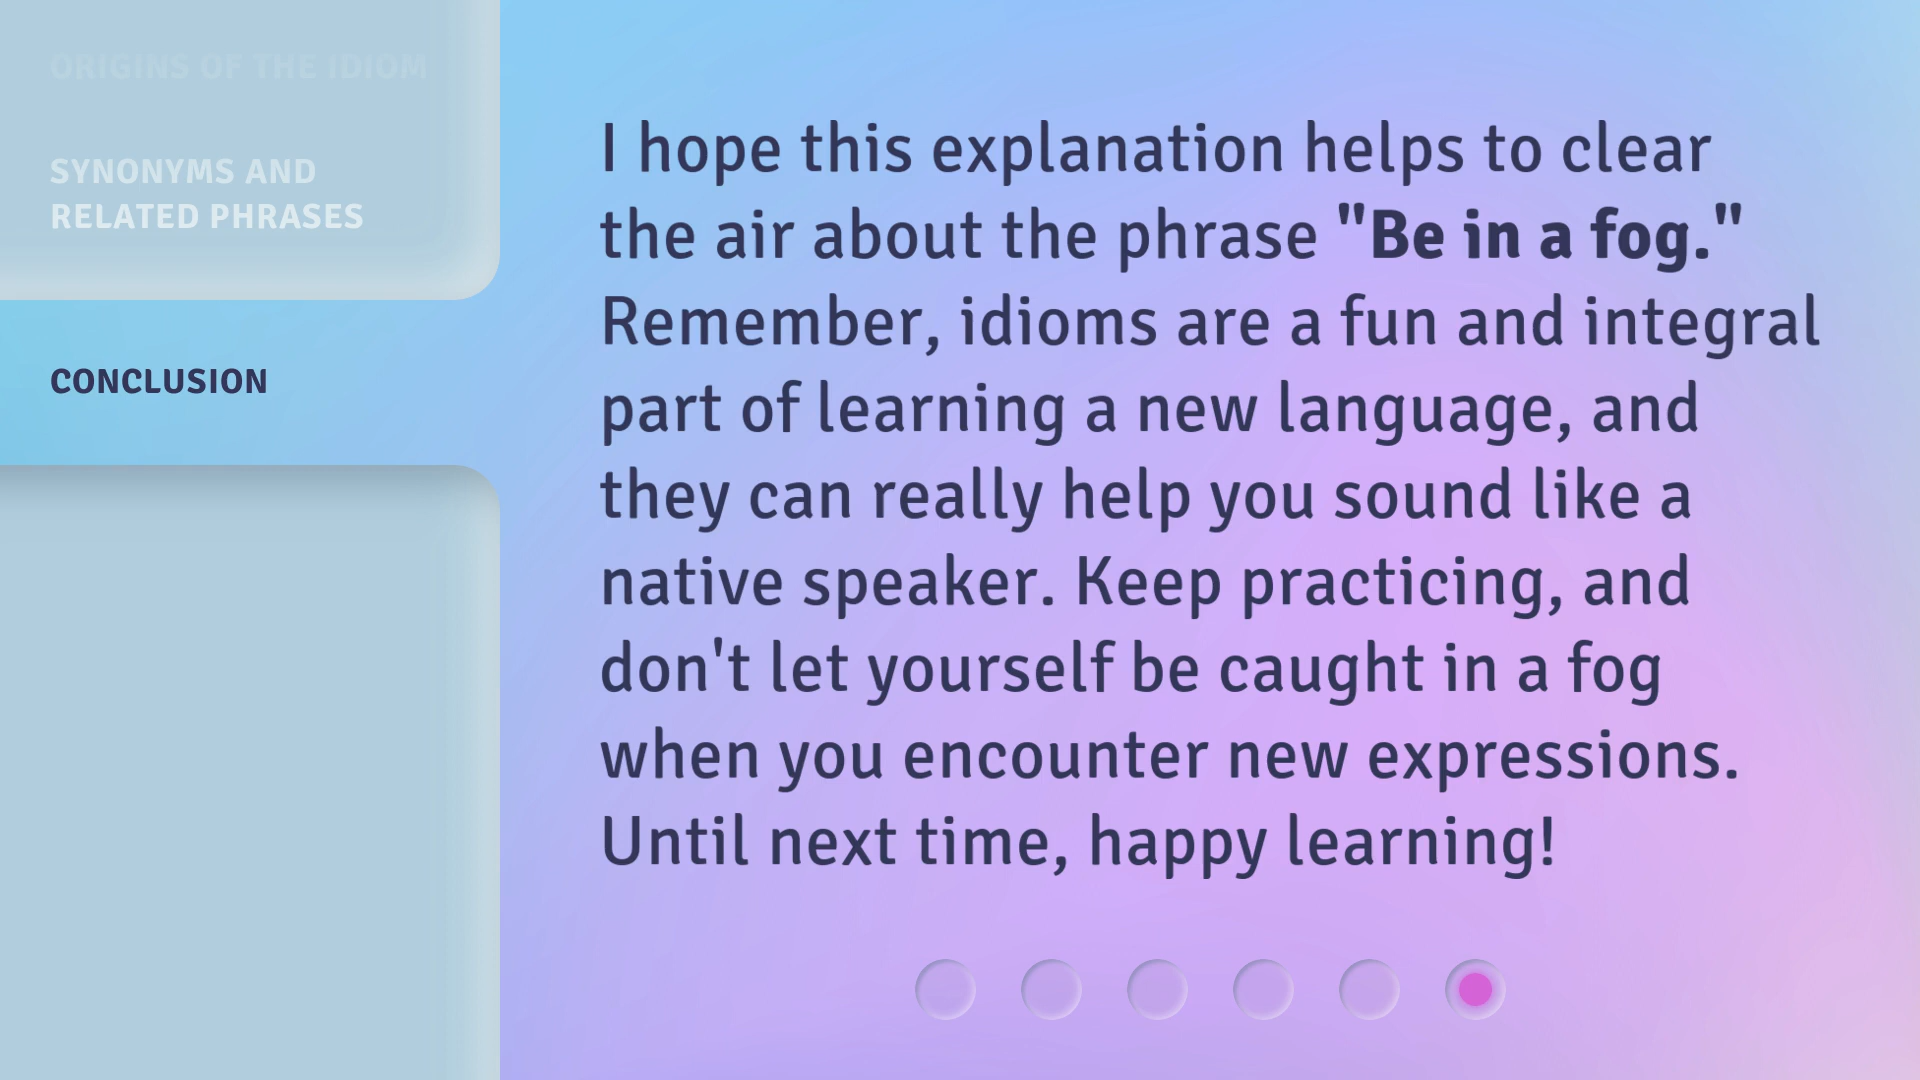 ORIGINS OF THE IDIOM
SYNONYMS AND
RELATED PHRASES
CONCLUSION
I hope this explanation helps to clear
the air about the phrase "Be in a fog."
Remember, idioms are a fun and integral
part of learning a new language, and
they can really help you sound like a
native speaker. Keep practicing, and
don't let yourself be caught in a fog
when you encounter new expressions.
Until next time, happy learning!